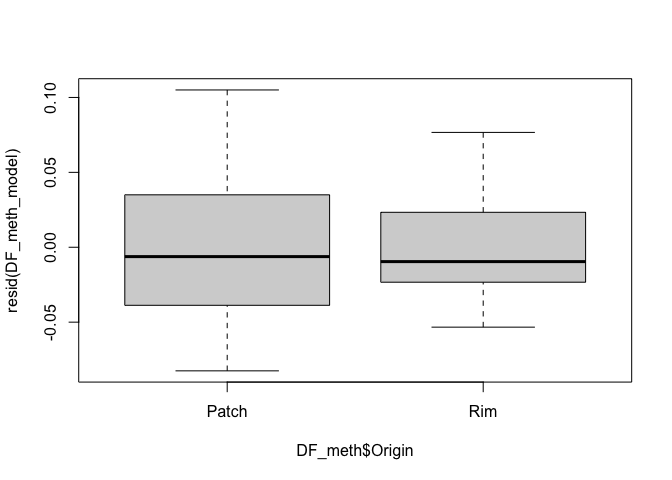 resid(DF_meth_model)
0.10
0.05
0.00
-0.05
Patch Rim
DF_meth$Origin